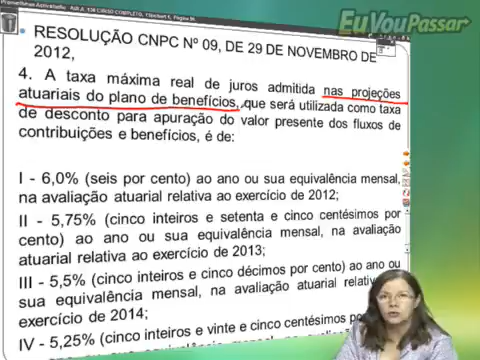 EuVouPassar
RESOLUÇÃO CNPC Nº 09, DE 29 DE NOVEMBRO DE
2012,
4. A taxa máxima real de juros admitida nas projeções
atuariais do plano de benefícios, que será utilizada como taxa
de desconto para apuração do valor presente dos fluxos de
contribuições e benefícios, é de:
I - 6,0% (seis por cento) ao ano ou sua equivalência mensal,
na avaliação atuarial relativa ao exercício de 2012;
II - 5,75% (cinco inteiros e setenta e cinco centésimos por
cento) ao ano ou sua equivalência mensal, na avaliação
atuarial relativa ao exercício de 2013;
III - 5,5% (cinco inteiros e cinco décimos por cento) ao ano ou
sua equivalência mensal, na avaliação atuarial
exercício de 2014;
IV - 5,25% (cinco inteiros e vinte e cinco centésimos